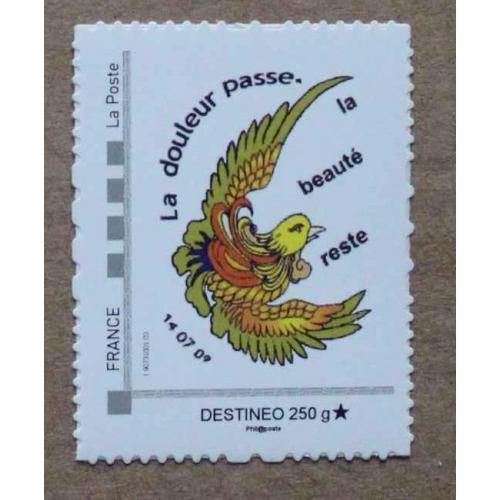 La douleur passe.
la
beauté
reste
14 07 09
La Poste
FRANCE
DESTINEO 250 g★
Phil@poste